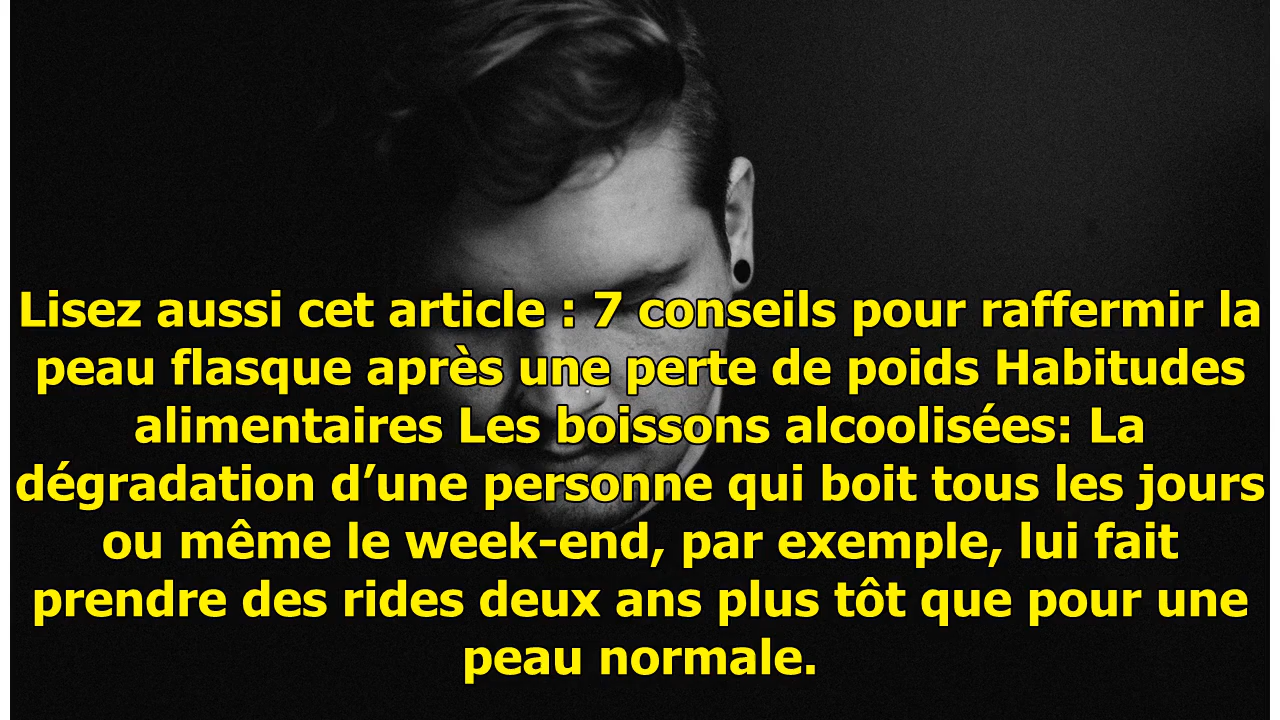 Lisez aussi cet article : 7 conseils pour raffermir la
peau flasque après une perte de poids Habitudes
alimentaires Les boissons alcoolisées: La
dégradation d’une personne qui boit tous les jours
ou même le week-end, par exemple, lui fait
prendre des rides deux ans plus tôt que pour une
peau normale.